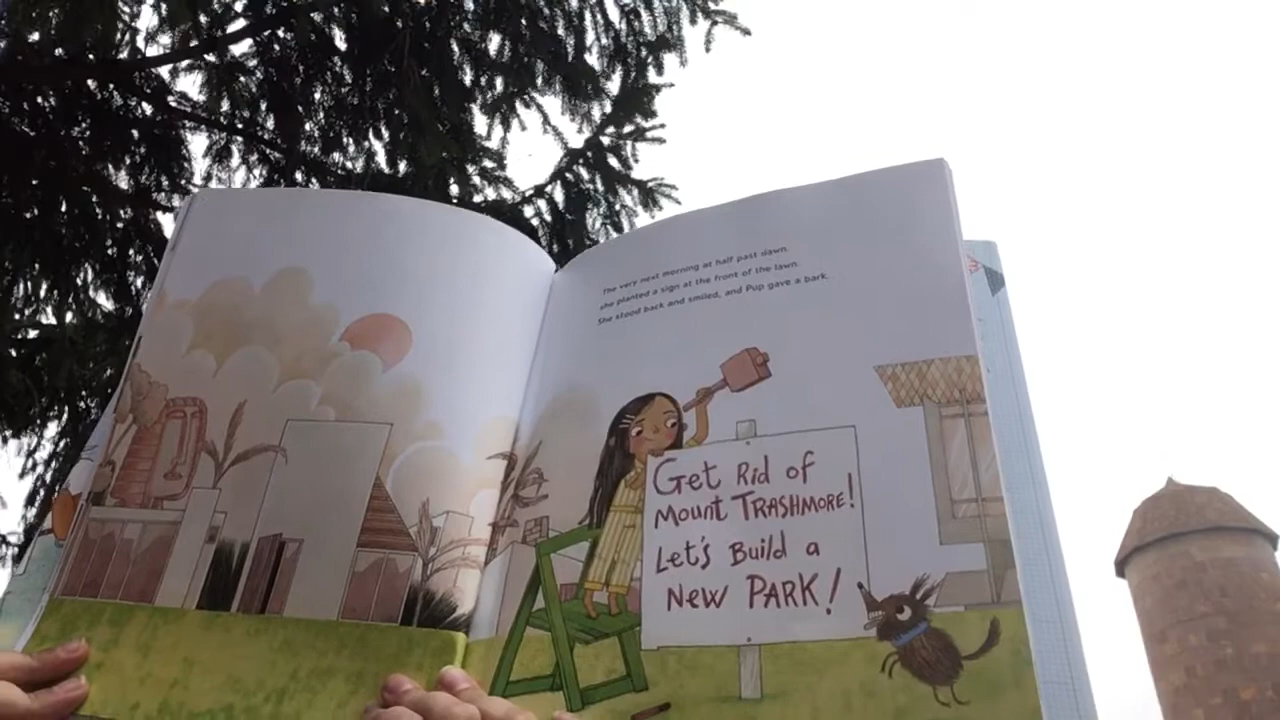 The very next morning at half past dawn
she planted a sign at the front of the lawn.
She stood back and smiled, and Pup gave a bark.
Get Rid of
Mount TRASHMORE!
Let's Build a
New PARK!